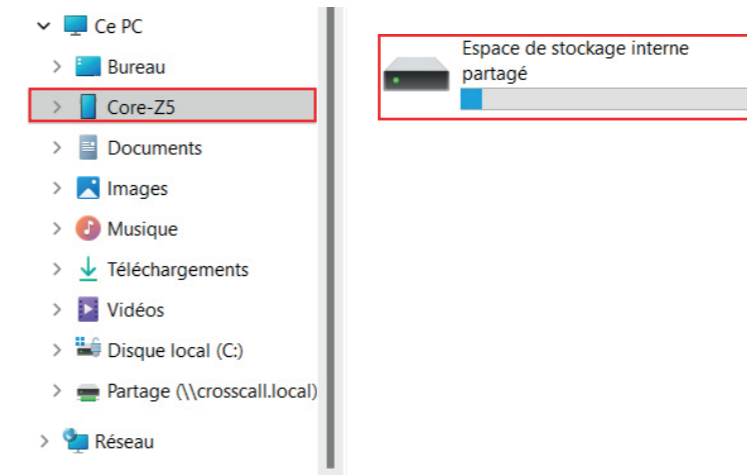 Ce PC
Bureau
Core-Z5
Documents
Images
Musique
Téléchargements
Vidéos
Disque local (C:)
Partage (\\crosscall.local)
Réseau
Espace de stockage interne
partagé